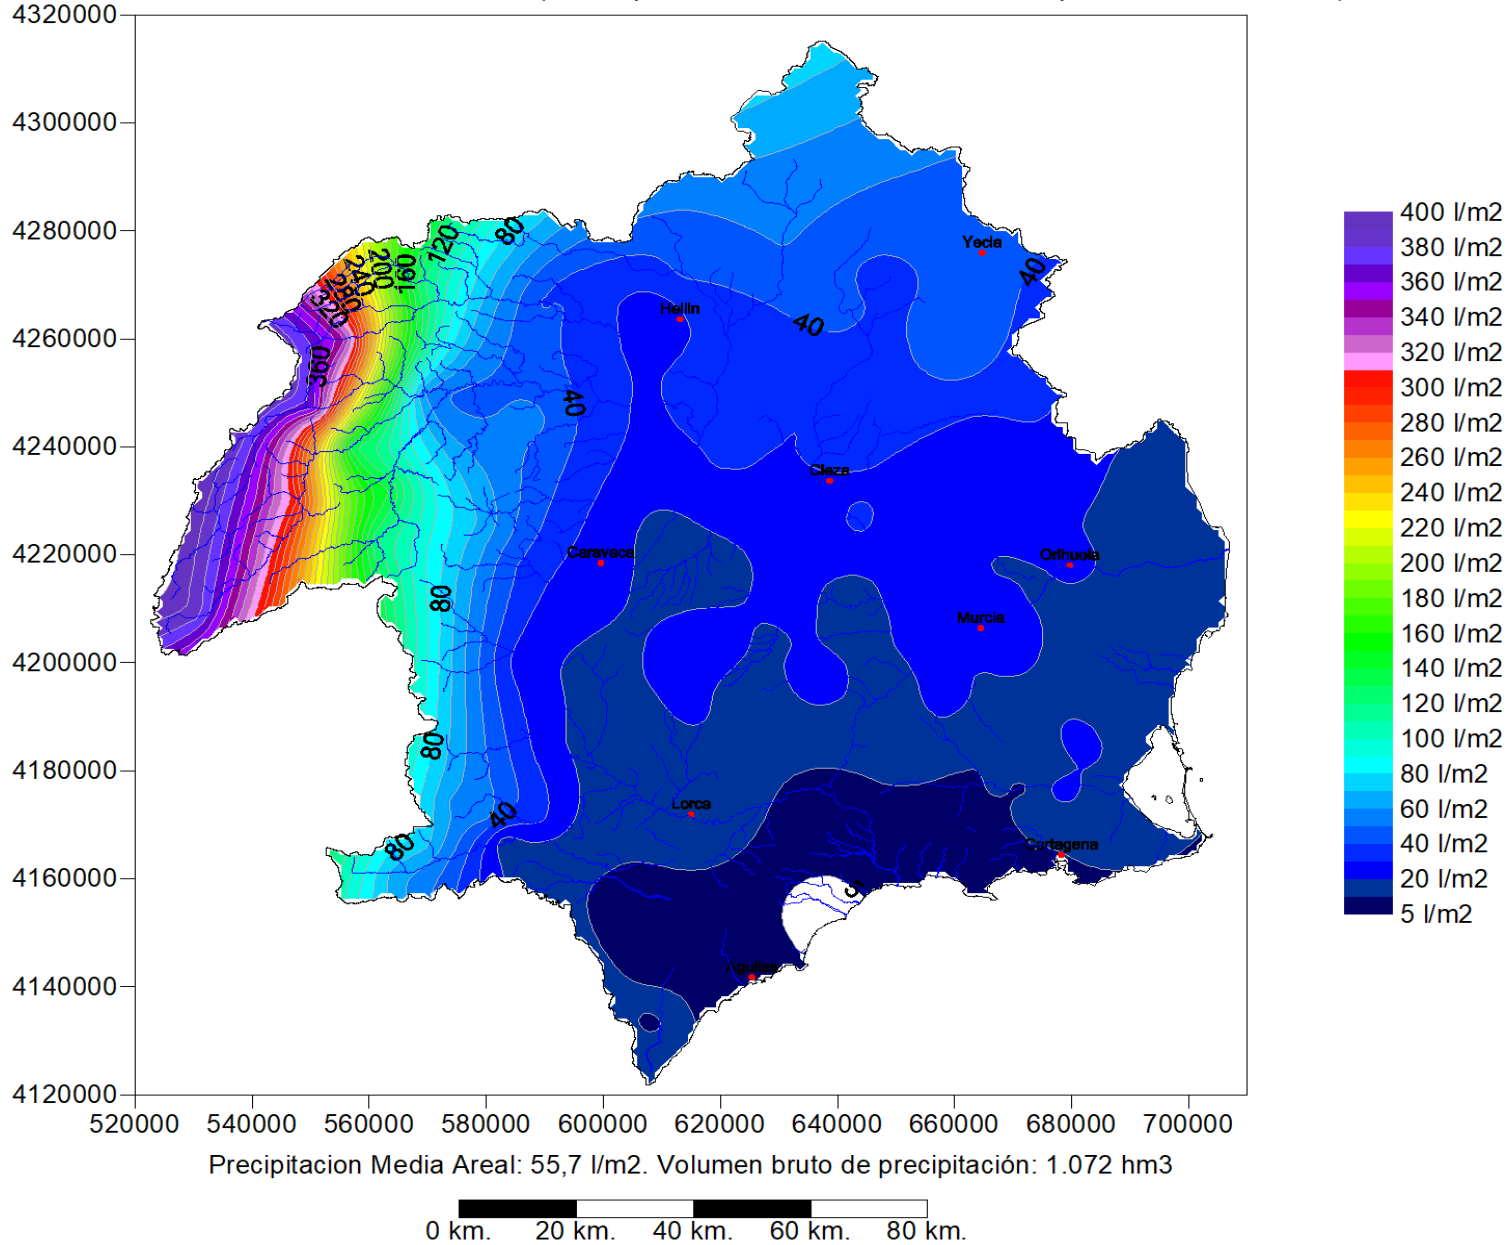 4320000
4300000
4280000
4260000
4240000
4220000
4200000
4180000
4160000
4140000
4120000
520000 540000 560000 580000 600000 620000 640000 660000 680000 700000
80
120
160
200
240
280
320
360
40
40
40
80
80
40
80
5
Yecla
Hellin
Cieza
Caravaca
Orihuela
Murcia
Lorca
Cartagena
Aguilas
400 l/m2
380 l/m2
360 l/m2
340 l/m2
320 l/m2
300 l/m2
280 l/m2
260 l/m2
240 l/m2
220 l/m2
200 l/m2
180 l/m2
160 l/m2
140 l/m2
120 l/m2
100 l/m2
80 l/m2
60 l/m2
40 l/m2
20 l/m2
5 l/m2
Precipitacion Media Areal: 55,7 l/m2. Volumen bruto de precipitación: 1.072 hm3
0 km. 20 km. 40 km. 60 km. 80 km.